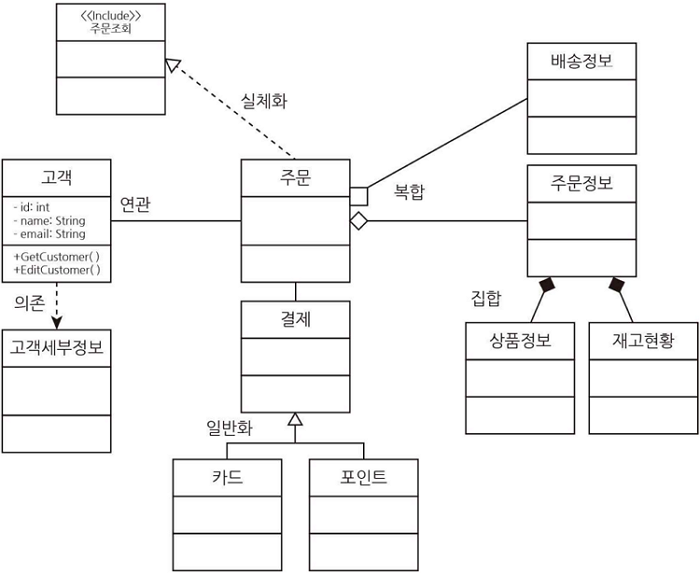 <<Include>>
주문조회
실체화
배송정보
고객
- id: int
- name: String
- email: String
+GetCustomer( )
+EditCustomer( )
연관
주문
복합
주문정보
의존
고객세부정보
결제
집합
상품정보
재고현황
일반화
카드
포인트